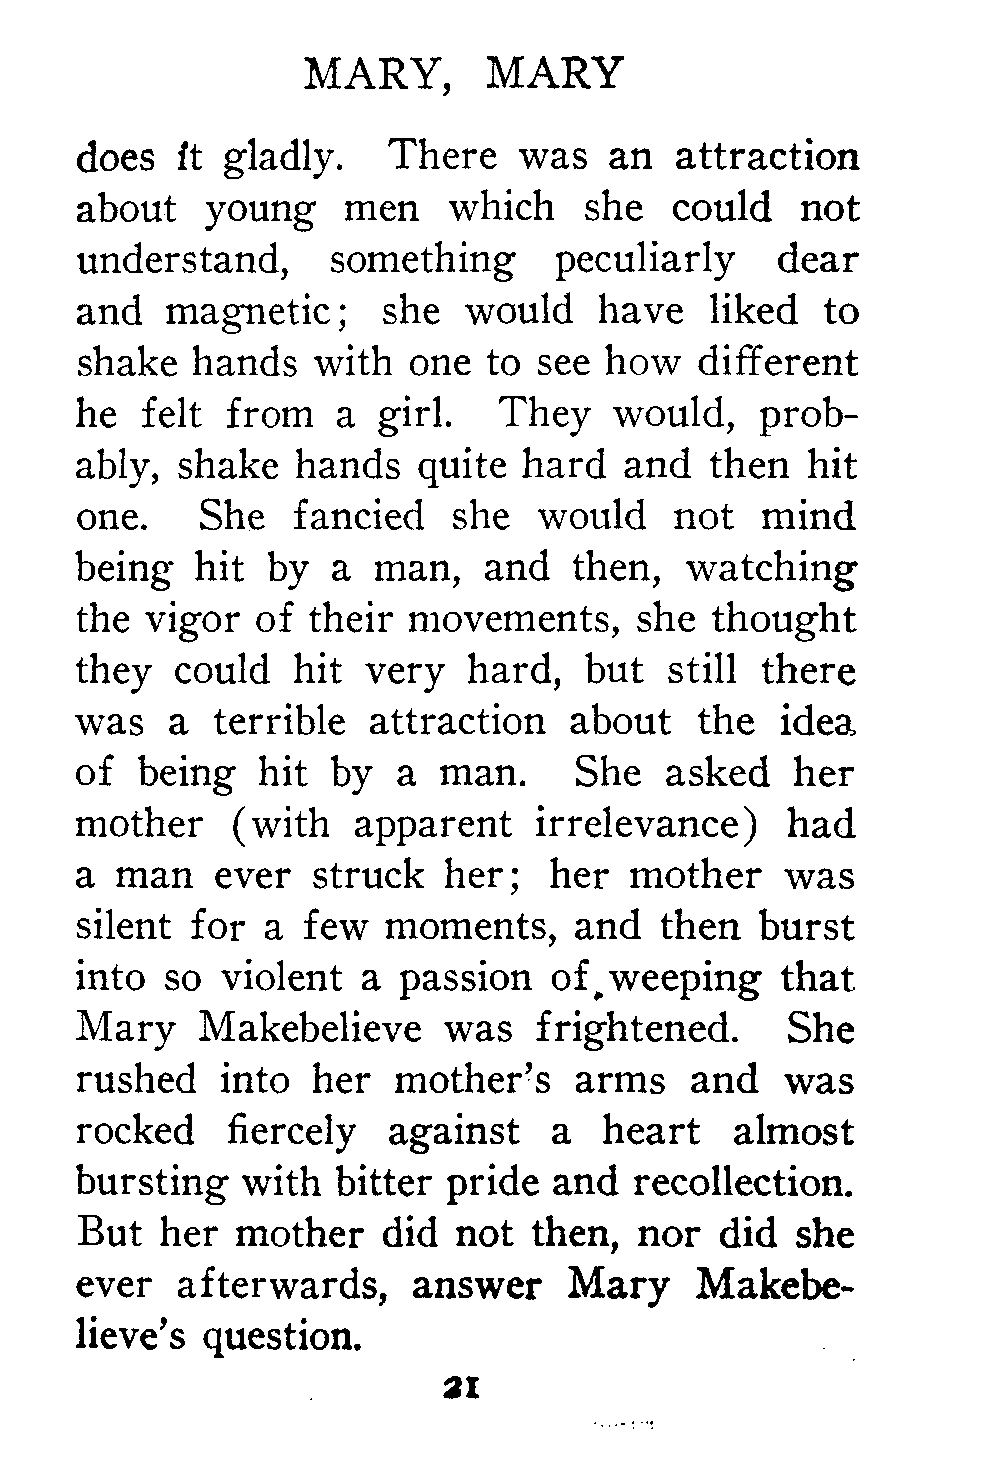 MARY, MARY
does it gladly. There was an attraction
about young men which she could not
understand, something peculiarly dear
and magnetic; she would have liked to
shake hands with one to see how different
he felt from a girl. They would, prob-
ably, shake hands quite hard and then hit
one. She fancied she would not mind
being hit by a man, and then, watching
the vigor of their movements, she thought
they could hit very hard, but still there
was a terrible attraction about the idea
of being hit by a man. She asked her
mother (with apparent irrelevance) had
a man ever struck her; her mother was
silent for a few moments, and then burst
into so violent a passion of weeping that
Mary Makebelieve was frightened. She
rushed into her mother's arms and was
rocked fiercely against a heart almost
bursting with bitter pride and recollection.
But her mother did not then, nor did she
ever afterwards, answer Mary Makebe-
lieve's question.
21